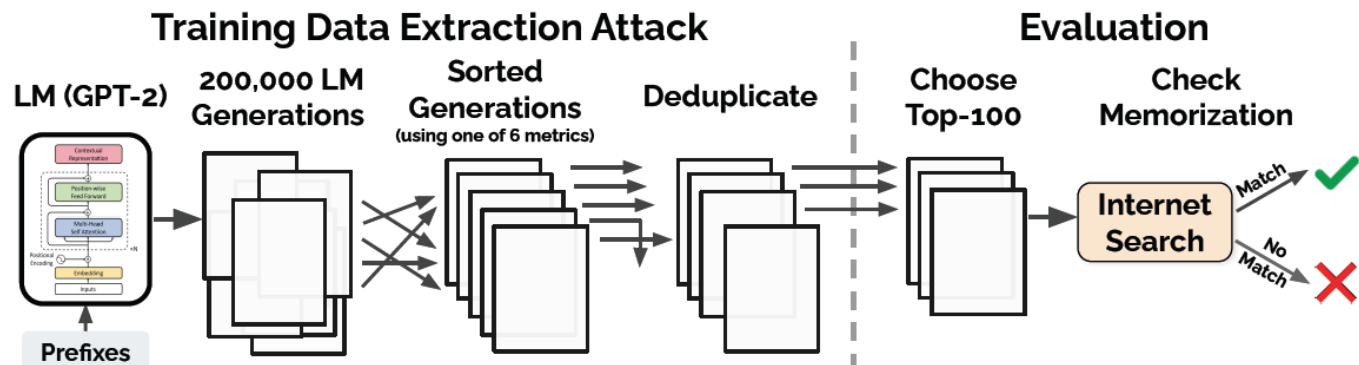 Training Data Extraction Attack
Evaluation
LM (GPT-2)
200,000 LM
Generations
Sorted
Generations
(using one of 6 metrics)
Deduplicate
Choose
Top-100
Check
Memorization
Contextual
Representation
Position-wise
Feed Forward
Multi-Head
Self Attention
×N
Positional
Encoding
Embedding
Inputs
Prefixes
Internet
Search
Match
No
Match